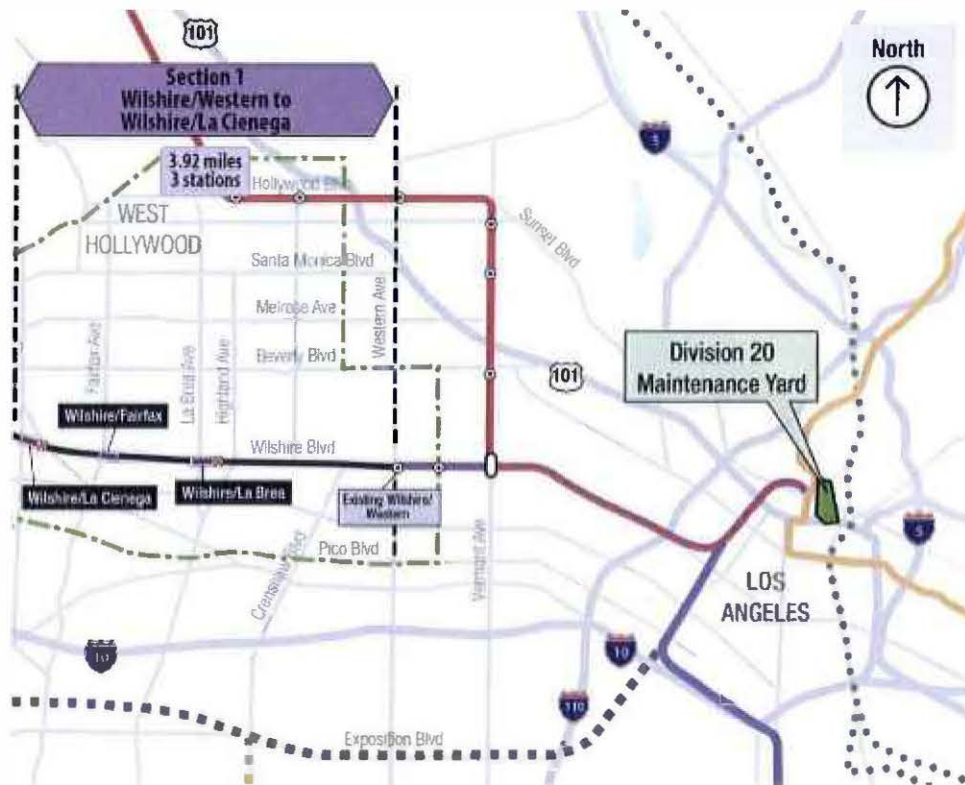 101
North
Section 1
Wilshire/Western to
Wilshire/La Cienega
3.92 miles
3 stations
Hollywood Blvd
WEST
HOLLYWOOD
Sunset Blvd
Santa Monica Blvd
Melrose Ave
Western Ave
Beverly Blvd
Fairfax Ave
La Brea Ave
Highland Ave
5
101
Division 20
Maintenance Yard
Wilshire/Fairfax
Wilshire Blvd
Wilshire/La Cienega
Wilshire/La Brea
Existing Wilshire/
Western
Pico Blvd
Crenshaw Blvd
Vermont Ave
5
LOS
ANGELES
10
10
110
Exposition Blvd